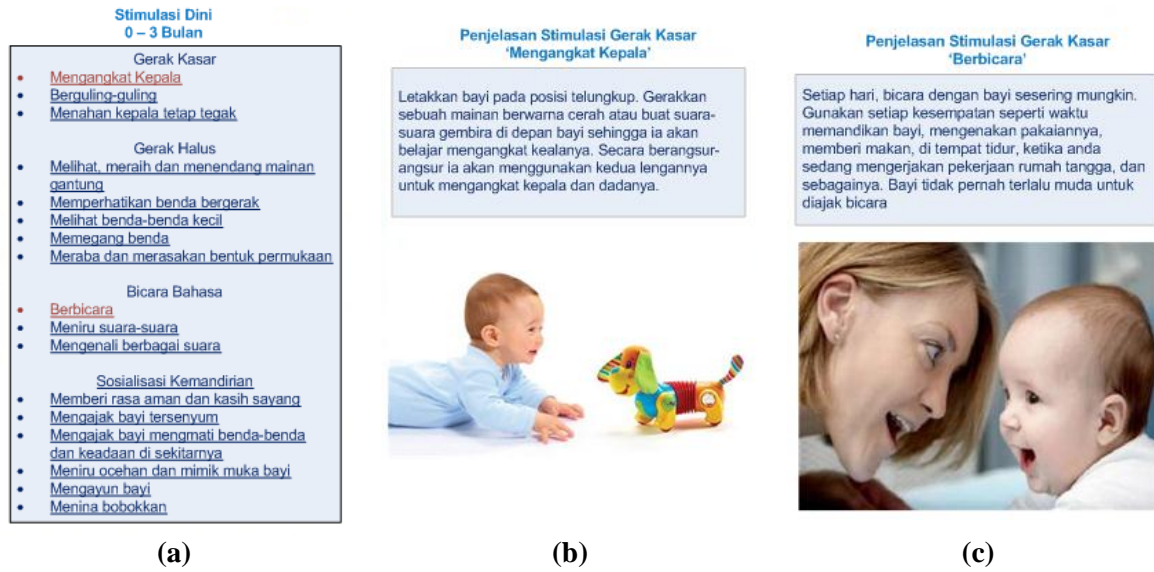 Stimulasi Dini
0 – 3 Bulan
Gerak Kasar
• Mengangkat Kepala
• Berguling-guling
• Menahan kepala tetap tegak
Gerak Halus
• Melihat, meraih dan menendang mainan
gantung
• Memperhatikan benda bergerak
• Melihat benda-benda kecil
• Memegang benda
• Meraba dan merasakan bentuk permukaan
Bicara Bahasa
• Berbicara
• Meniru suara-suara
• Mengenali berbagai suara
Sosialisasi Kemandirian
• Memberi rasa aman dan kasih sayang
• Mengajak bayi tersenyum
• Mengajak bayi mengmati benda-benda
dan keadaan di sekitarnya
• Meniru ocehan dan mimik muka bayi
• Mengayun bayi
• Menina bobokkan
(a)
Penjelasan Stimulasi Gerak Kasar
'Mengangkat Kepala'
Letakkan bayi pada posisi telungkup. Gerakkan
sebuah mainan berwarna cerah atau buat suara-
suara gembira di depan bayi sehingga ia akan
belajar mengangkat kealanya. Secara berangsur-
angsur ia akan menggunakan kedua lengannya
untuk mengangkat kepala dan dadanya.
(b)
Penjelasan Stimulasi Gerak Kasar
'Berbicara'
Setiap hari, bicara dengan bayi sesering mungkin.
Gunakan setiap kesempatan seperti waktu
memandikan bayi, mengenakan pakaiannya,
memberi makan, di tempat tidur, ketika anda
sedang mengerjakan pekerjaan rumah tangga, dan
sebagainya. Bayi tidak pernah terlalu muda untuk
diajak bicara
(c)